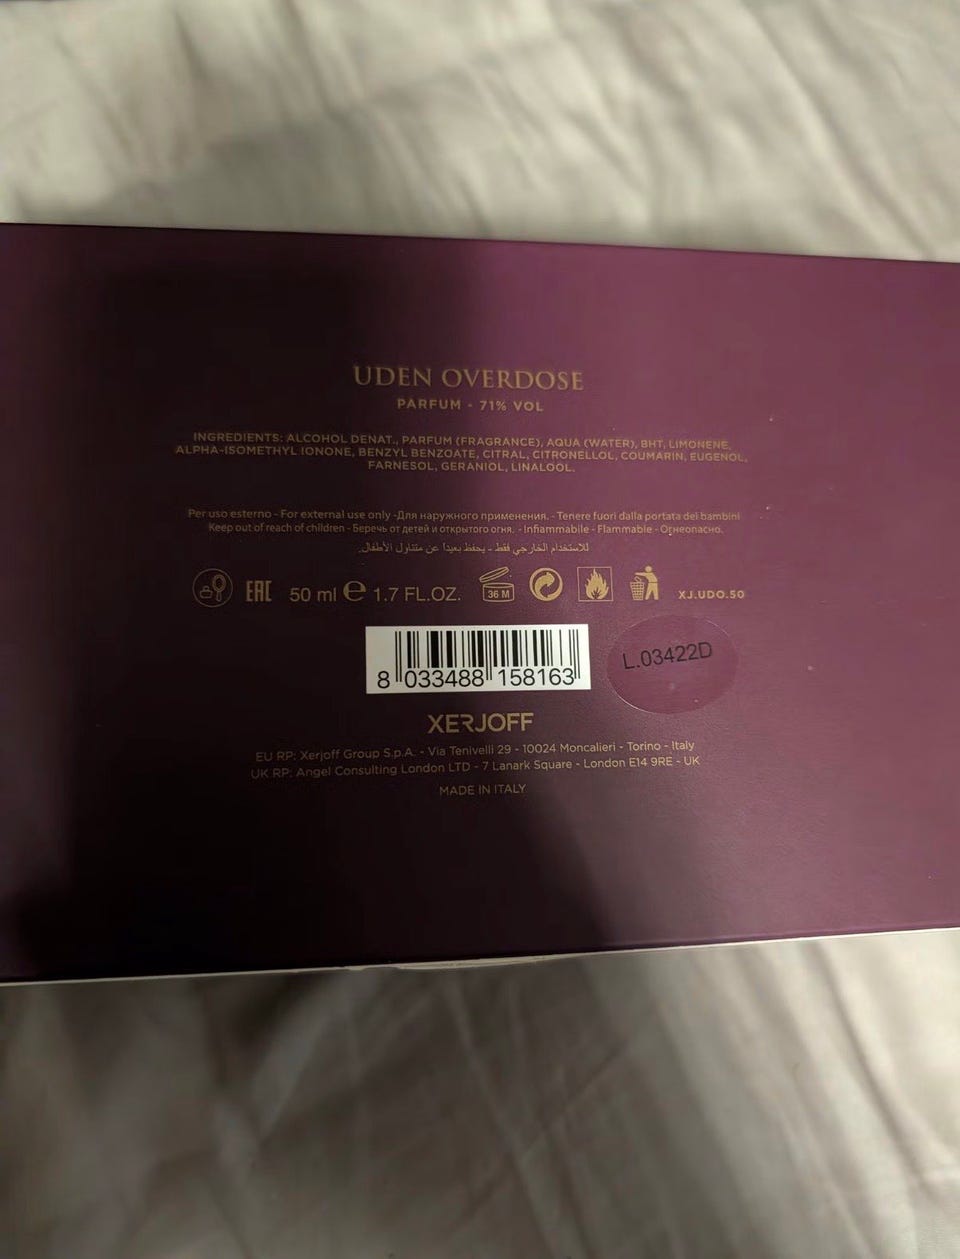 UDEN OVERDOSE
PARFUM - 71% VOL
INGREDIENTS: ALCOHOL DENAT., PARFUM (FRAGRANCE), AQUA (WATER), BHT, LIMONENE,
ALPHA-ISOMETHYL IONONE, BENZYL BENZOATE, CITRAL, CITRONELLOL, COUMARIN, EUGENOL,
FARNESOL, GERANIOL, LINALOOL.
Per uso esterno - For external use only -Для наружного применения. - Tenere fuori dalla portata dei bambini
Keep out of reach of children - Беречь от детей и открытого огня. - Infiammabile - Flammable - Огнеопасно.
للاستخدام الخارجي فقط - يحفظ بعيداً عن متناول الأطفال.
EAC 50 ml e 1.7 FL.OZ. 36 M XJ.UDO.50
8 033488 158163
L.03422D
XERJOFF
EU RP: Xerjoff Group S.p.A. - Via Tenivelli 29 - 10024 Moncalieri - Torino - Italy
UK RP: Angel Consulting London LTD - 7 Lanark Square - London E14 9RE - UK
MADE IN ITALY